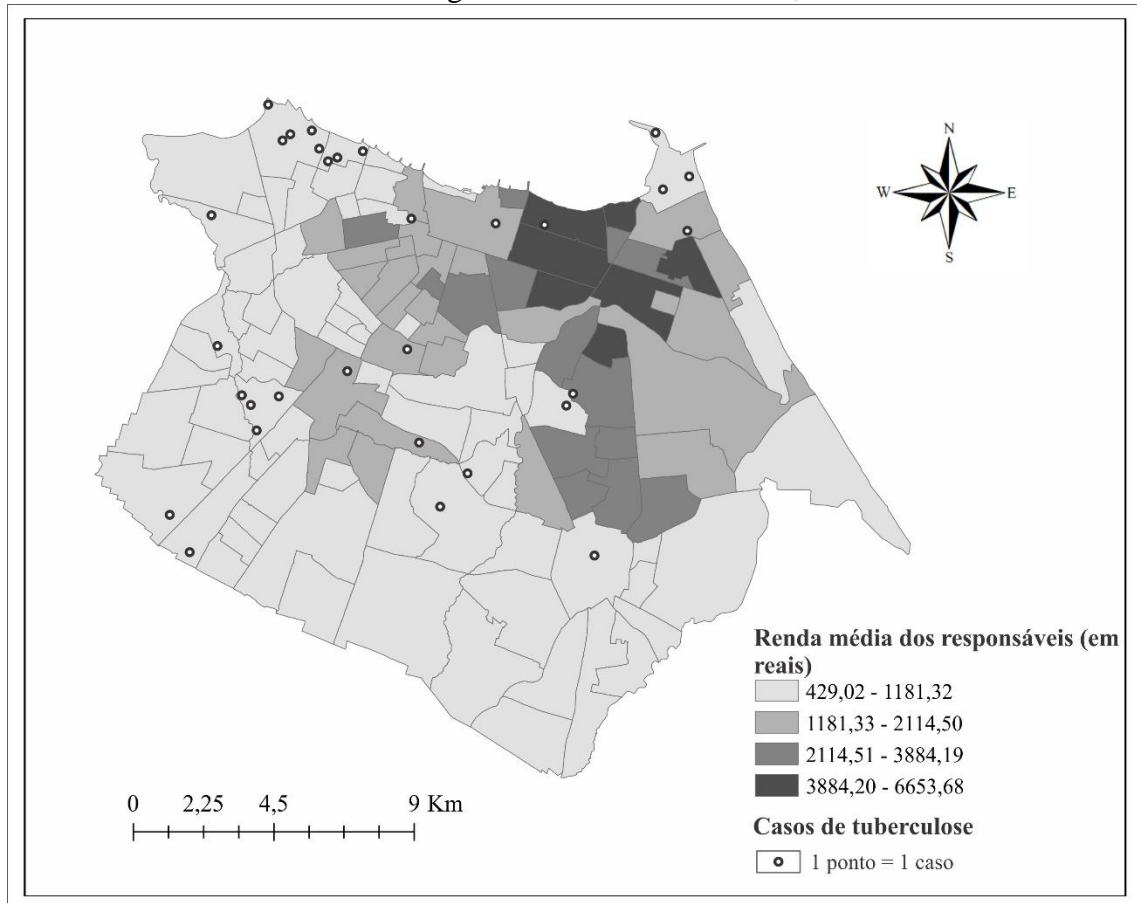 N
W E
S
Renda média dos responsáveis (em
reais)
429,02 - 1181,32
1181,33 - 2114,50
2114,51 - 3884,19
3884,20 - 6653,68
Casos de tuberculose
1 ponto = 1 caso
0 2,25 4,5 9 Km